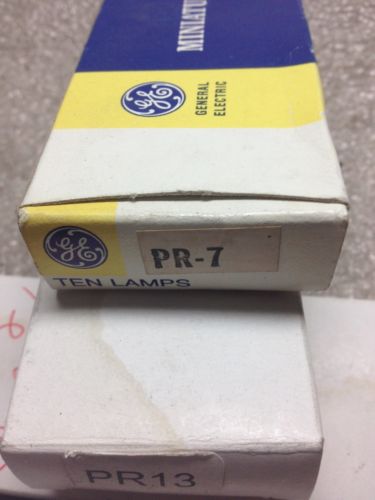 MINIATU
GE
GENERAL
ELECTRIC
GE
PR-7
TEN LAMPS
PR13